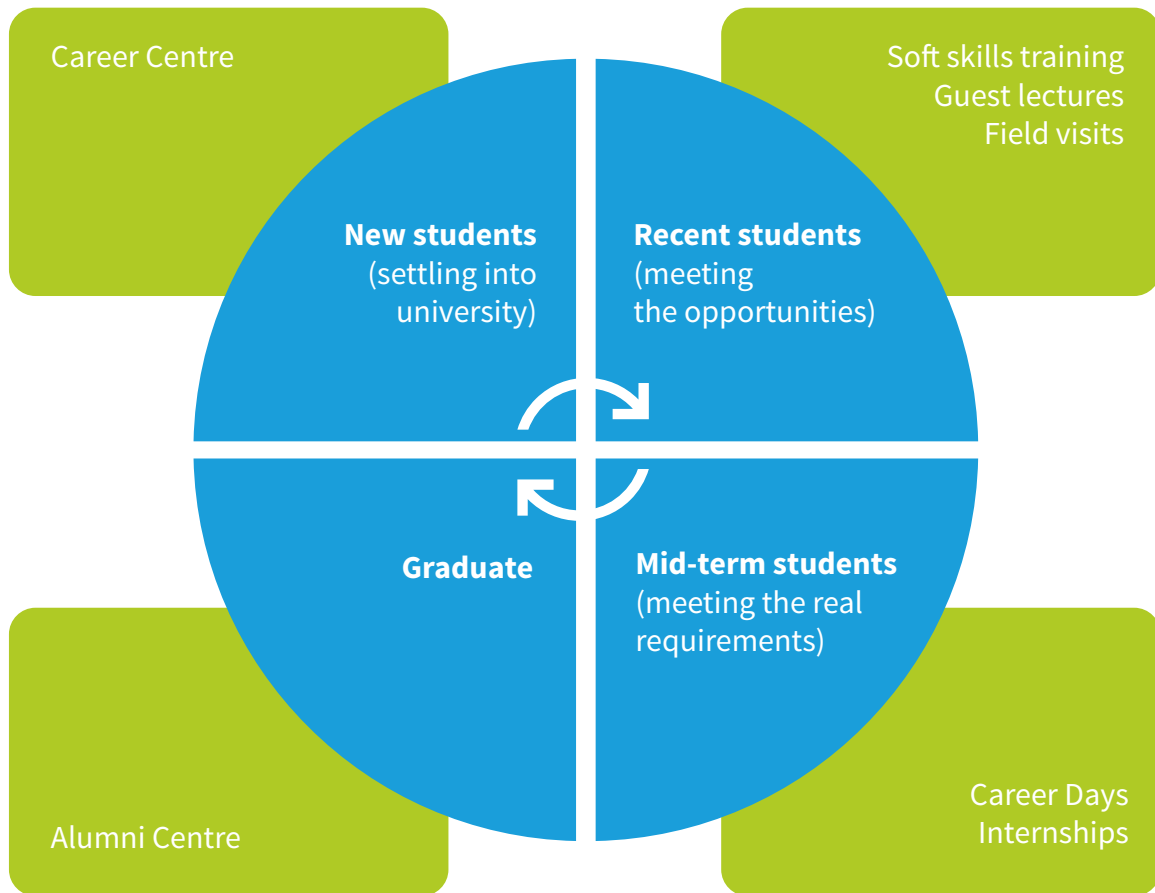 Career Centre
Soft skills training
Guest lectures
Field visits
New students
(settling into
university)
Recent students
(meeting
the opportunities)
Graduate
Mid-term students
(meeting the real
requirements)
Alumni Centre
Career Days
Internships